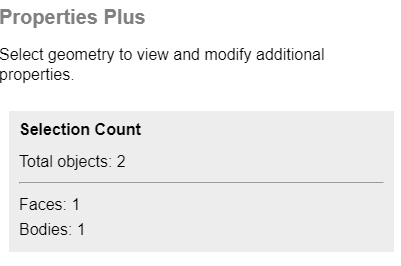 Properties Plus
Select geometry to view and modify additional
properties.
Selection Count
Total objects: 2
Faces: 1
Bodies: 1